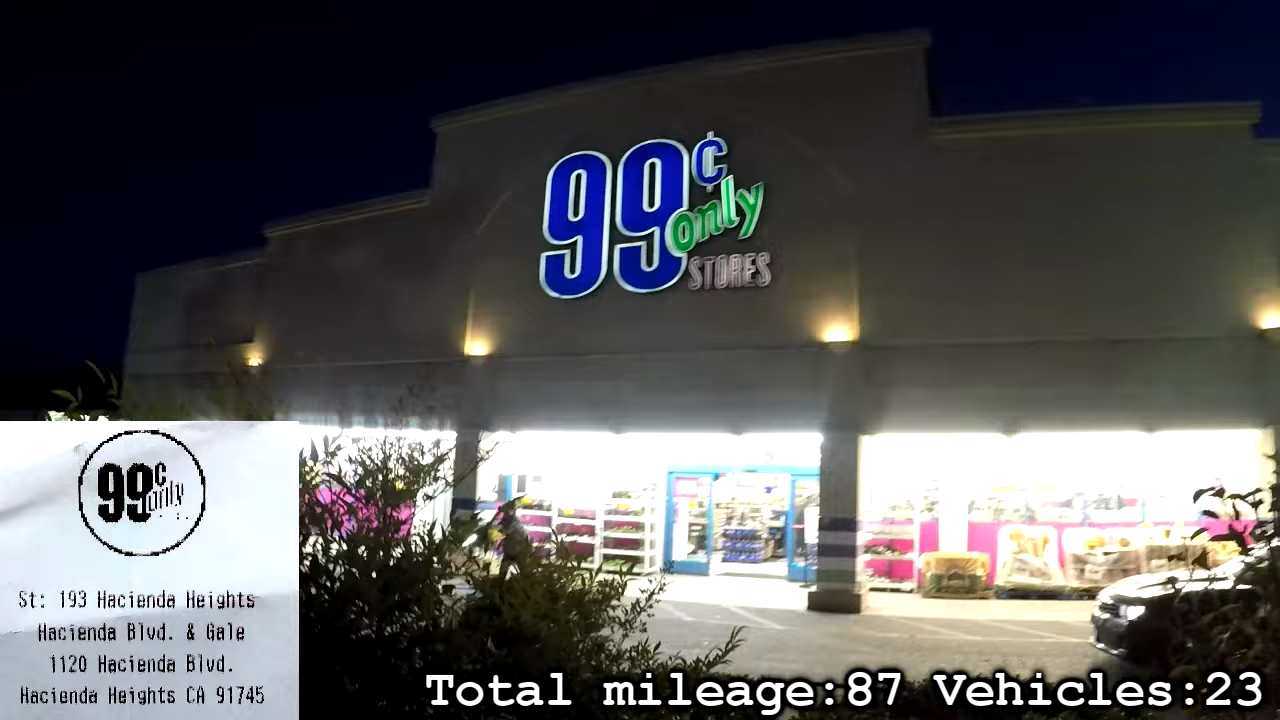 99¢
only
STORES
99¢
only
St: 193 Hacienda Heights
Hacienda Blvd. & Gale
1120 Hacienda Blvd.
Hacienda Heights CA 91745
Total mileage:87 Vehicles:23